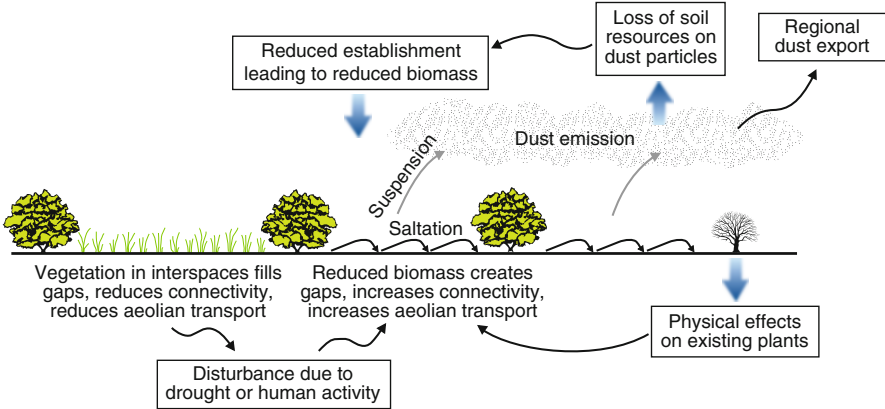 Loss of soil
resources on
dust particles
Regional
dust export
Reduced establishment
leading to reduced biomass
Dust emission
Suspension
Saltation
Vegetation in interspaces fills
gaps, reduces connectivity,
reduces aeolian transport
Reduced biomass creates
gaps, increases connectivity,
increases aeolian transport
Physical effects
on existing plants
Disturbance due to
drought or human activity